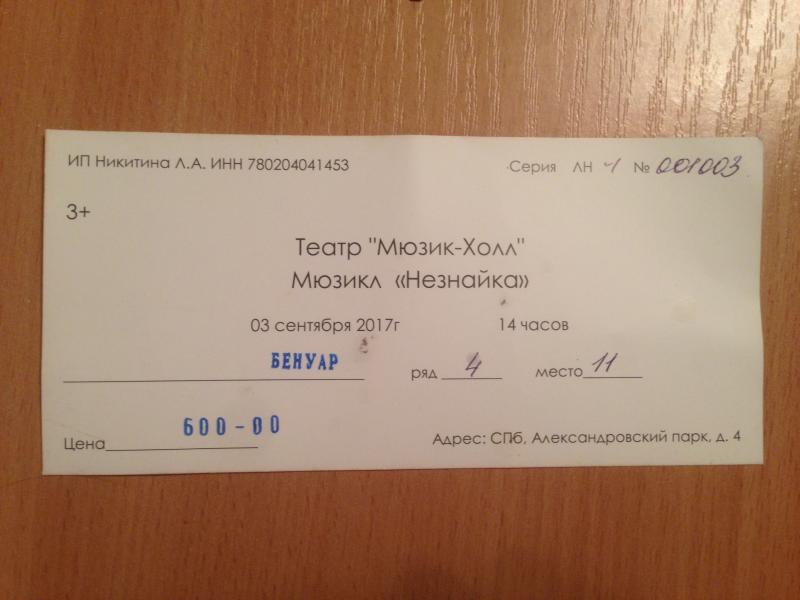 ИП Никитина Л.А. ИНН 780204041453
Серия ЛН 1 № 001003
3+
Театр "Мюзик-Холл"
Мюзикл «Незнайка»
03 сентября 2017г 14 часов
БЕНУАР ряд 4 место 11
Цена 600-00
Адрес: СПб, Александровский парк, д. 4